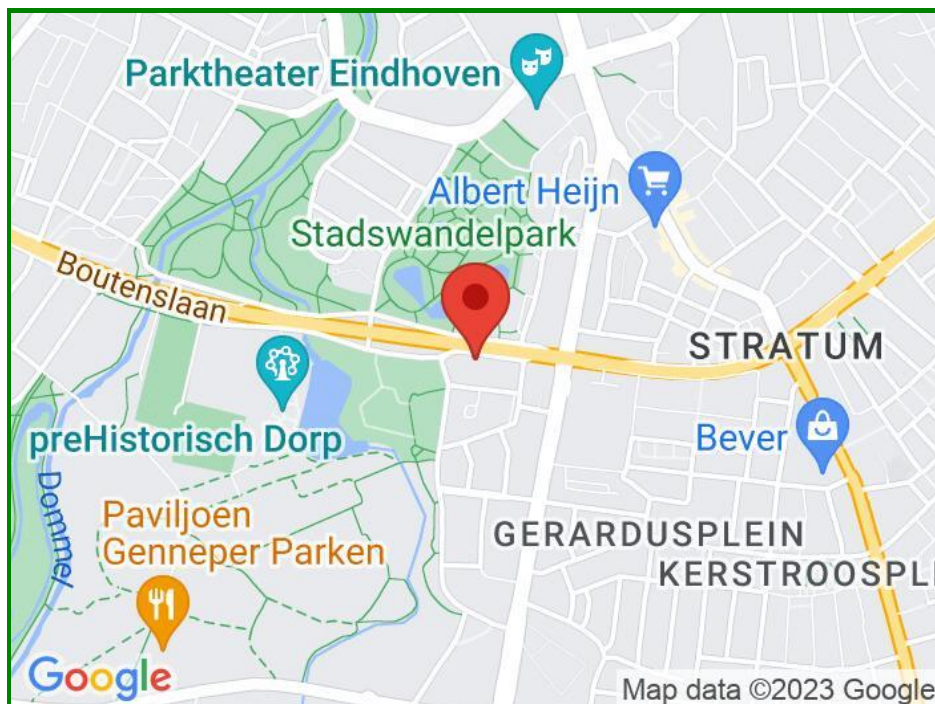 Parktheater Eindhoven
Albert Heijn
Stadswandelpark
Boutenslaan
STRATUM
preHistorisch Dorp
Bever
Dommel
Paviljoen
Genneper Parken
GERARDUSPLEIN
KERSTROOSPLE
Google
Map data ©2023 Google